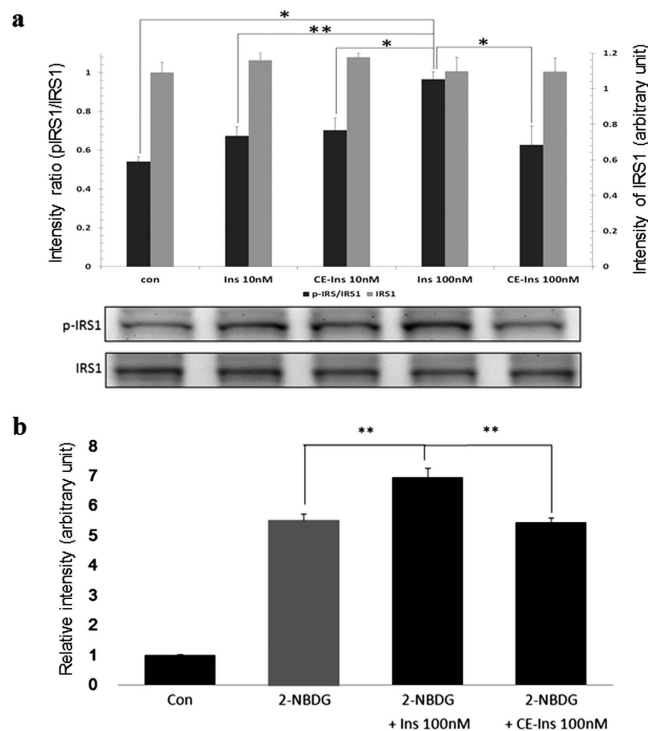 a
* ** * *
Intensity ratio (pIRS1/IRS1)
1
0.8
0.6
0.4
0.2
0
Intensity of IRS1 (arbitrary unit)
1.2
1
0.8
0.6
0.4
0.2
0
con Ins 10nM CE-Ins 10nM Ins 100nM CE-Ins 100nM
p-IRS/IRS1 IRS1
p-IRS1
IRS1
b
** **
Relative intensity (arbitrary unit)
8
7
6
5
4
3
2
1
0
Con 2-NBDG 2-NBDG 2-NBDG
+ Ins 100nM + CE-Ins 100nM